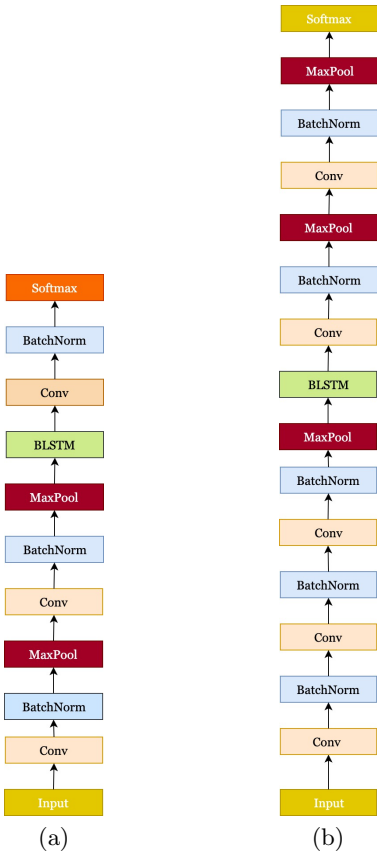 Softmax
BatchNorm
Conv
BLSTM
MaxPool
BatchNorm
Conv
MaxPool
BatchNorm
Conv
Input
(a)
Softmax
MaxPool
BatchNorm
Conv
MaxPool
BatchNorm
Conv
BLSTM
MaxPool
BatchNorm
Conv
BatchNorm
Conv
BatchNorm
Conv
Input
(b)